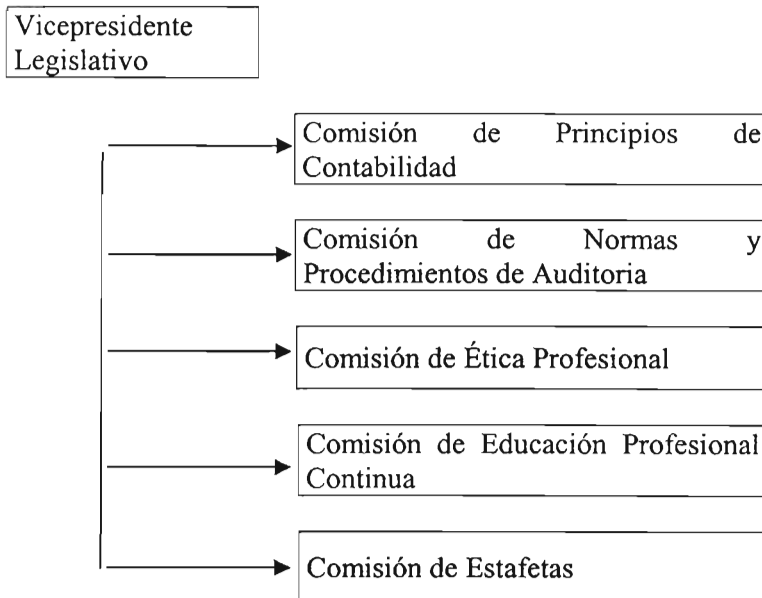 Vicepresidente
Legislativo
Comisión de Principios de
Contabilidad
Comisión de Normas y
Procedimientos de Auditoria
Comisión de Ética Profesional
Comisión de Educación Profesional
Continua
Comisión de Estafetas